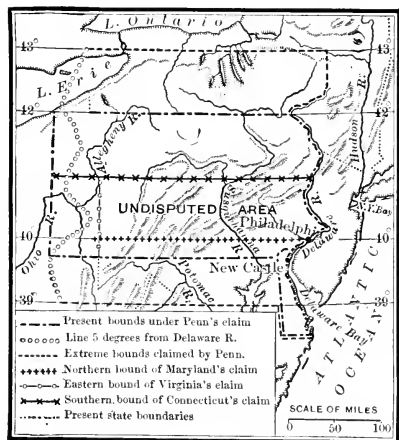 L. Ontario
43
43
L. Erie
42
42
Allegheny R.
Hudson R.
UNDISPUTED AREA
Susquehanna R.
Philadelphia
N.Y. Bay
Delaware R.
40
40
Ohio R.
New Castle
Potomac R.
39
39
Delaware Bay
ATLANTIC OCEAN
Present bounds under Penn's claim
Line 5 degrees from Delaware R.
Extreme bounds claimed by Penn.
Northern bound of Maryland's claim
Eastern bound of Virginia's claim
Southern bound of Connecticut's claim
Present state boundaries
SCALE OF MILES
0 50 100